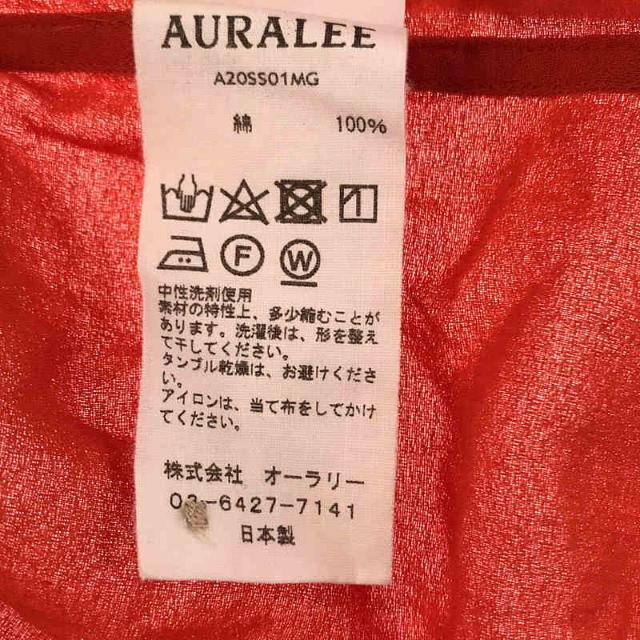 AURALEE
A20SS01MG
綿 100%
F
W
中性洗剤使用
素材の特性上、多少縮むことが
あります。洗濯後は、形を整え
て干してください。
タンブル乾燥は、お避けくださ
い。
アイロンは、当て布をしてかけ
てください。
株式会社 オーラリー
03-6427-7141
日本製